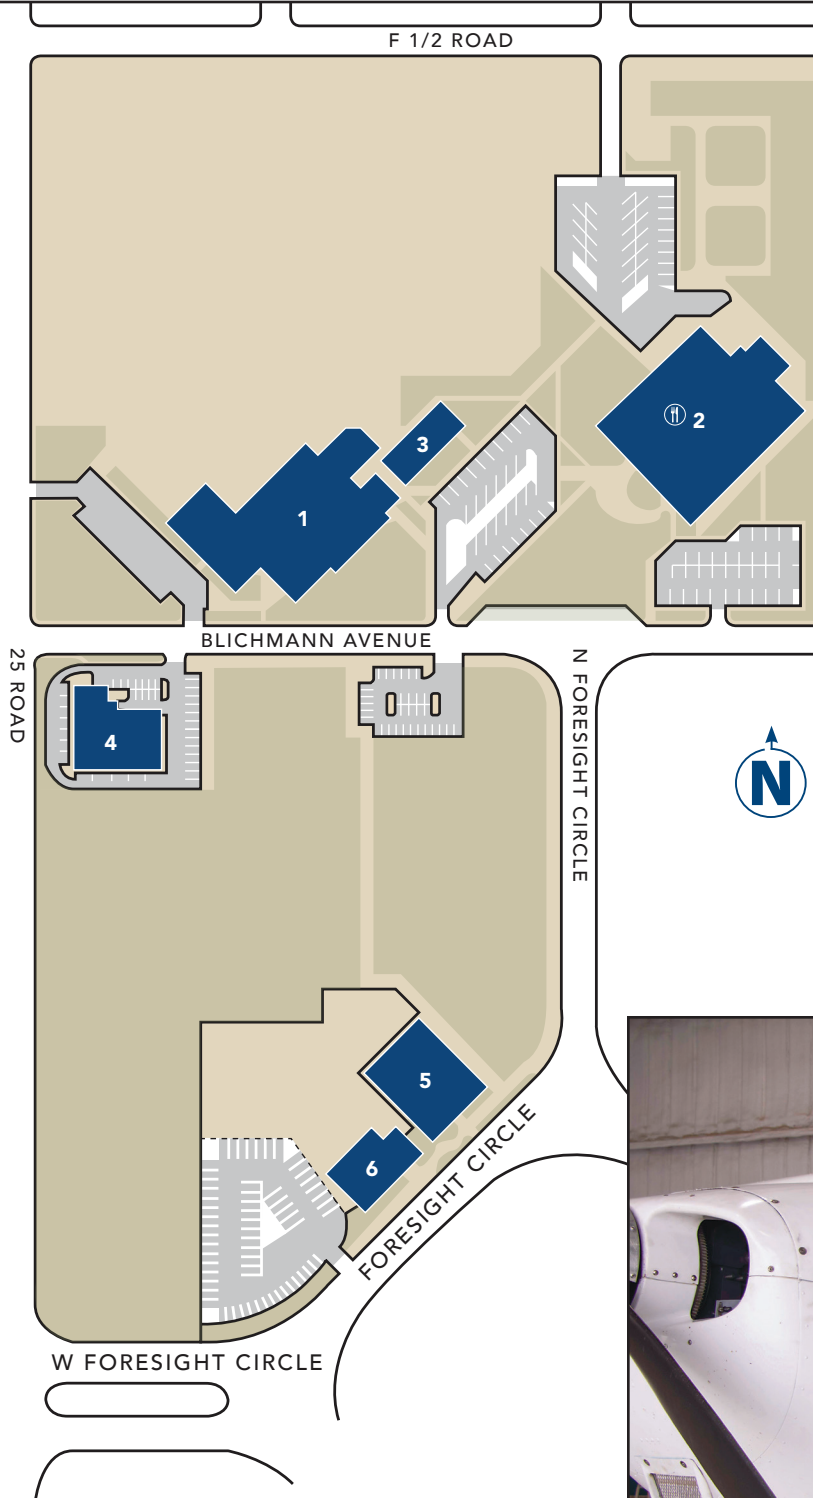 F 1/2 ROAD
2
3
1
BLICHMANN AVENUE
25 ROAD
N FORESIGHT CIRCLE
4
N
5
6
FORESIGHT CIRCLE
W FORESIGHT CIRCLE